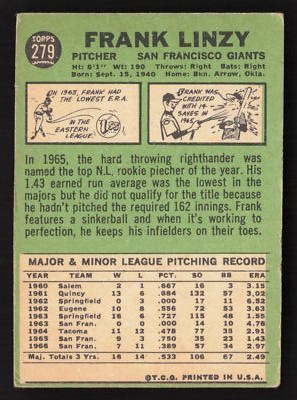 TOPPS
279
FRANK LINZY
PITCHER SAN FRANCISCO GIANTS
Ht: 6'1" Wt: 190 Throws: Right Bats: Right
Born: Sept. 15, 1940 Home: Bkn. Arrow, Okla.
IN 1963, FRANK HAD
THE LOWEST E.R.A.
IN THE
EASTERN LEAGUE.
FRANK WAS
CREDITED
WITH 14
SAVES IN
1965.
In 1965, the hard throwing righthander was
named the top N.L. rookie piecher of the year. His
1.43 earned run average was the lowest in the
majors but he did not qualify for the title because
he hadn't pitched the required 162 innings. Frank
features a sinkerball and when it's working to
perfection, he keeps his infielders on their toes.
MAJOR & MINOR LEAGUE PITCHING RECORD
YEAR TEAM W L PCT. SO BB ERA
1960 Salem 2 1 .667 16 3 3.15
1961 Quincy 13 6 .684 132 57 3.02
1962 Springfield 0 3 .000 17 11 6.52
1962 Eugene 10 8 .556 72 53 3.63
1963 Springfield 16 6 .727 113 48 1.55
1963 San Fran. 0 0 .000 14 10 4.76
1964 Tacoma 11 12 .478 77 33 2.91
1965 San Fran. 9 3 .750 35 23 1.43
1966 San Fran. 7 11 .389 57 34 2.97
Maj. Totals 3 Yrs. 16 14 .533 106 67 2.49
©T.C.G. PRINTED IN U.S.A.